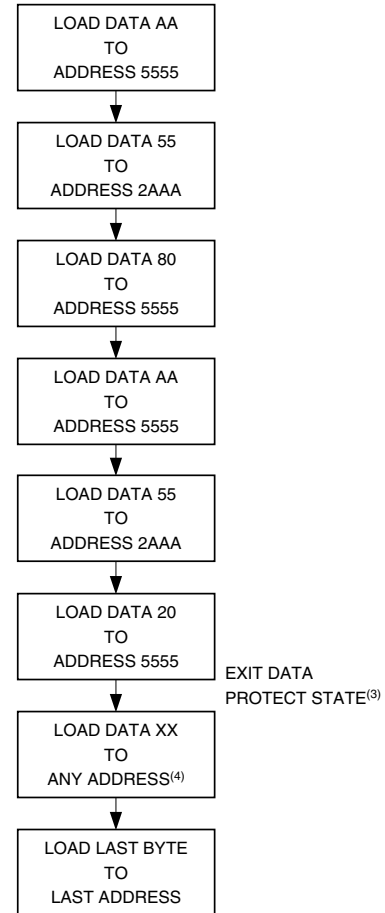 LOAD DATA AA
TO
ADDRESS 5555
LOAD DATA 55
TO
ADDRESS 2AAA
LOAD DATA 80
TO
ADDRESS 5555
LOAD DATA AA
TO
ADDRESS 5555
LOAD DATA 55
TO
ADDRESS 2AAA
LOAD DATA 20
TO
ADDRESS 5555
EXIT DATA
PROTECT STATE(3)
LOAD DATA XX
TO
ANY ADDRESS(4)
LOAD LAST BYTE
TO
LAST ADDRESS